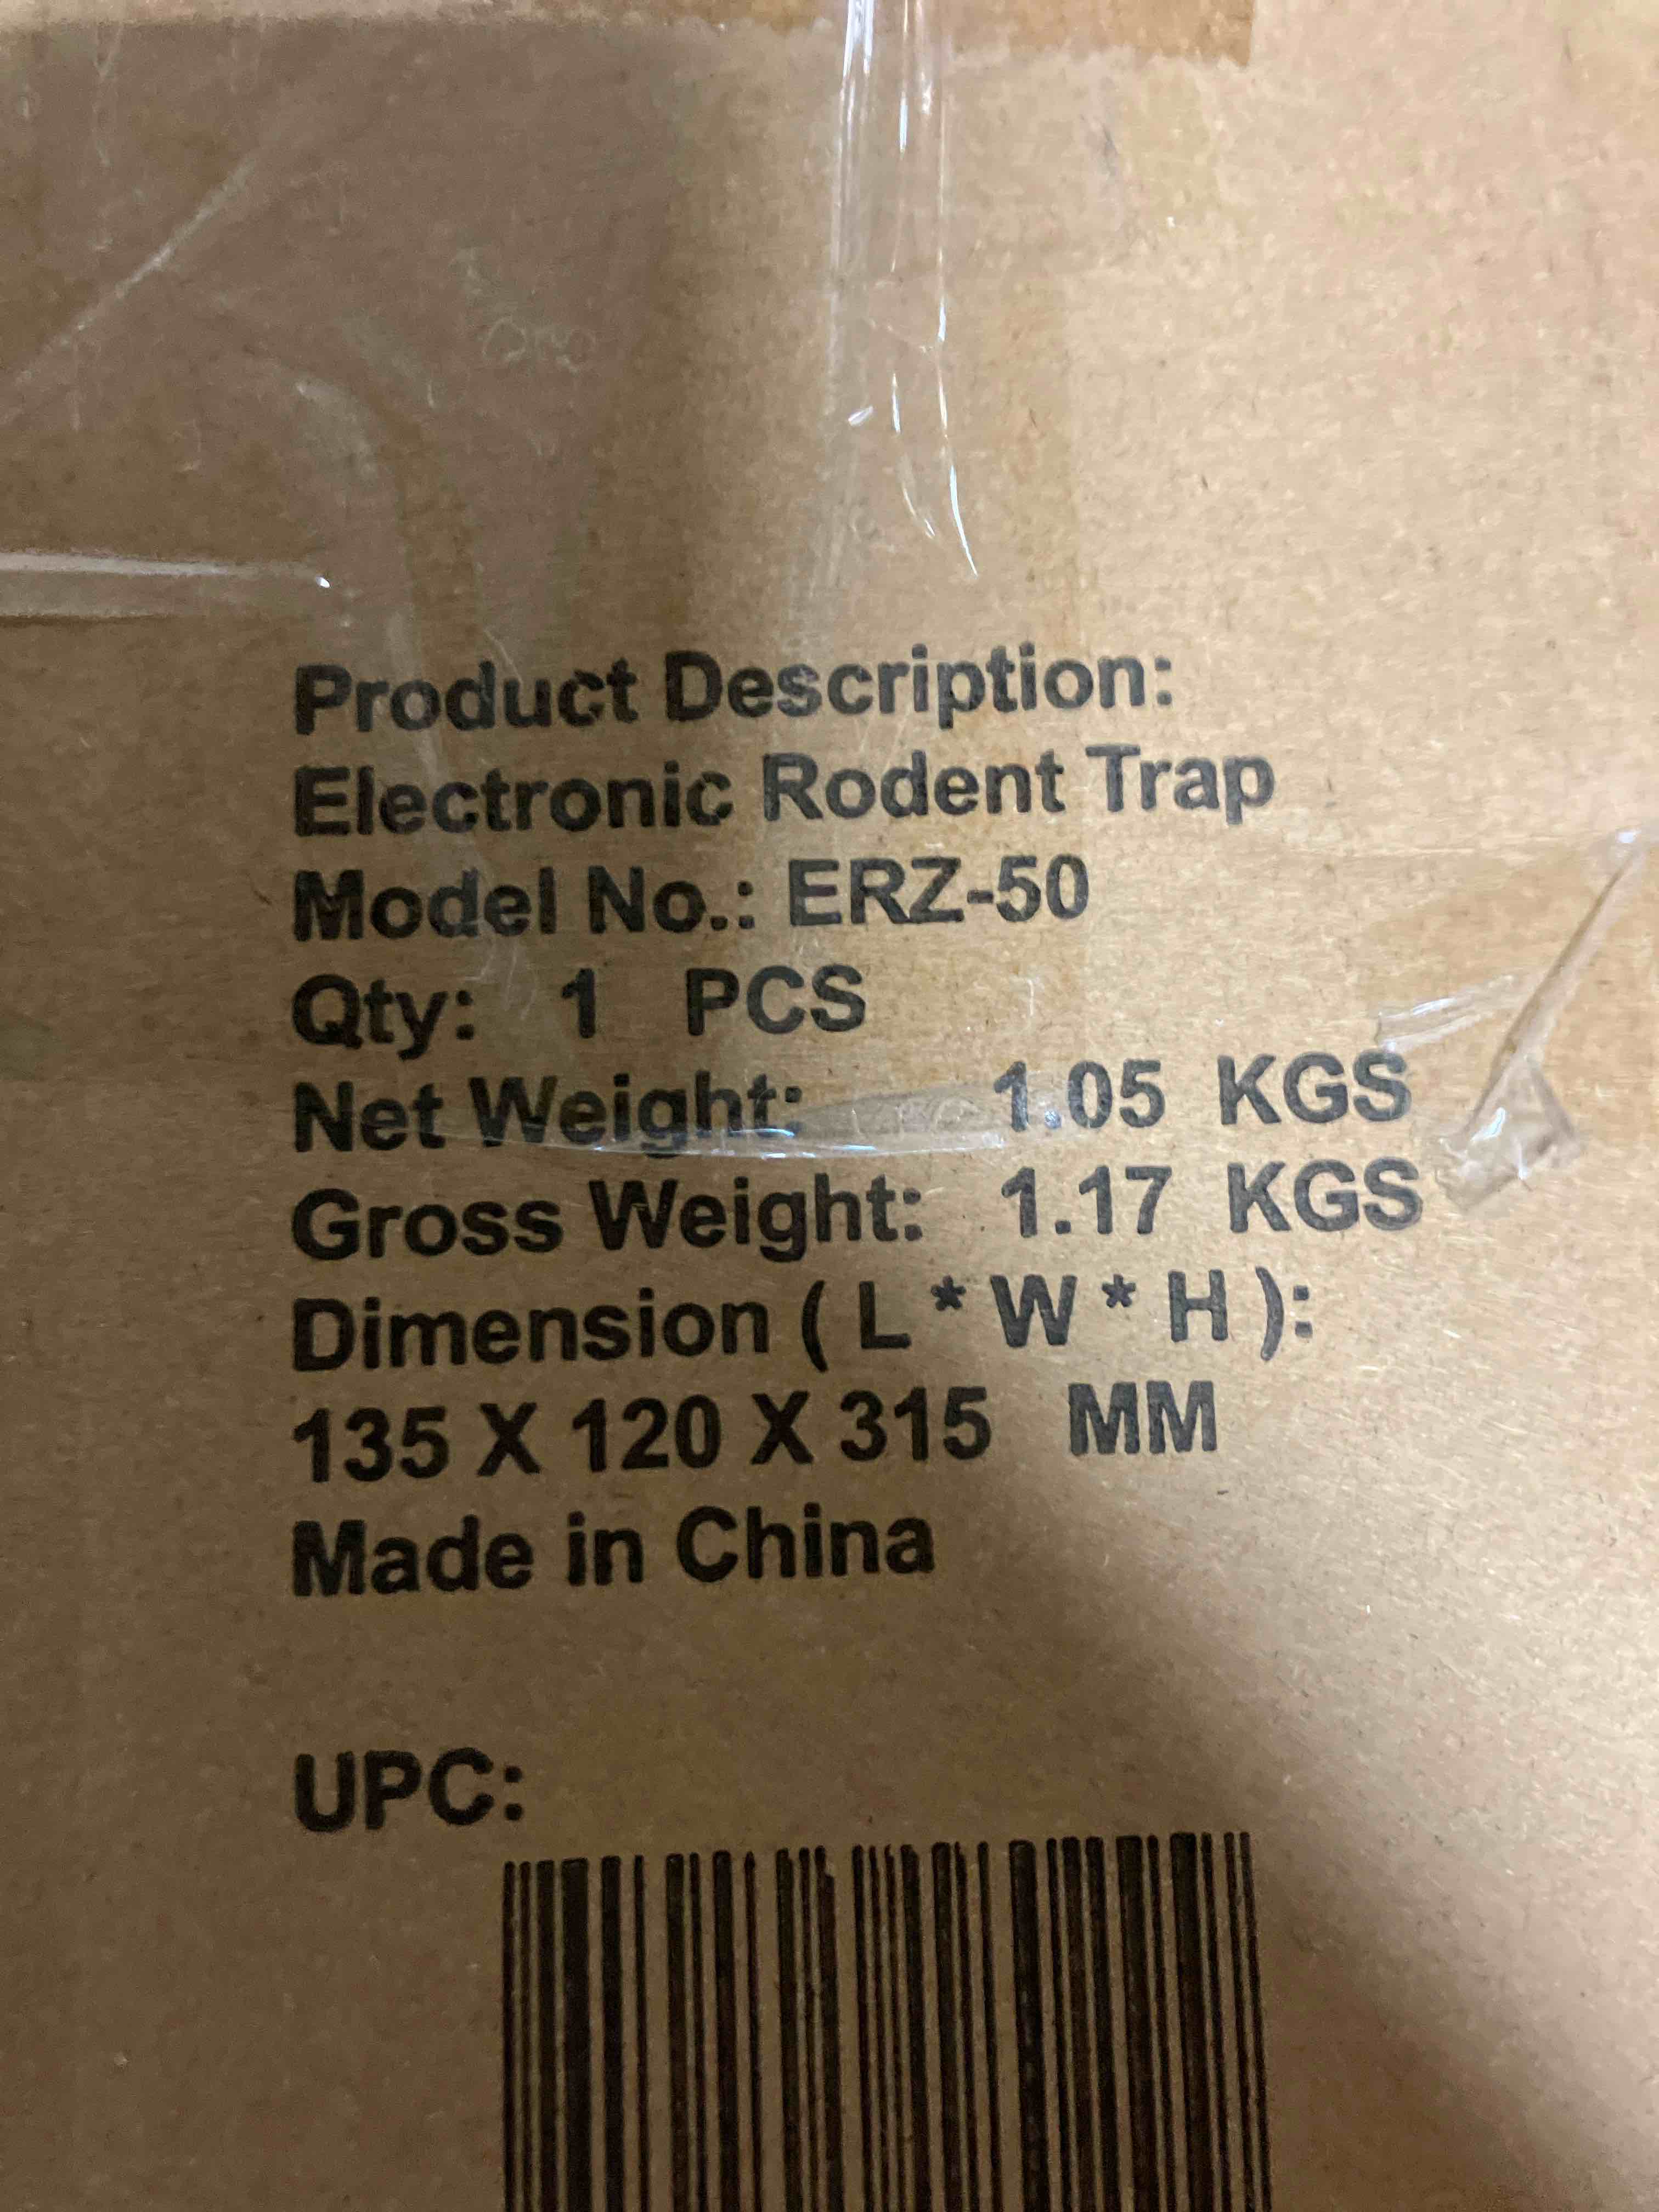 Product Description:
Electronic Rodent Trap
Model No.: ERZ-50
Qty: 1 PCS
Net Weight: 1.05 KGS
Gross Weight: 1.17 KGS
Dimension ( L * W * H ):
135 X 120 X 315 MM
Made in China
UPC: